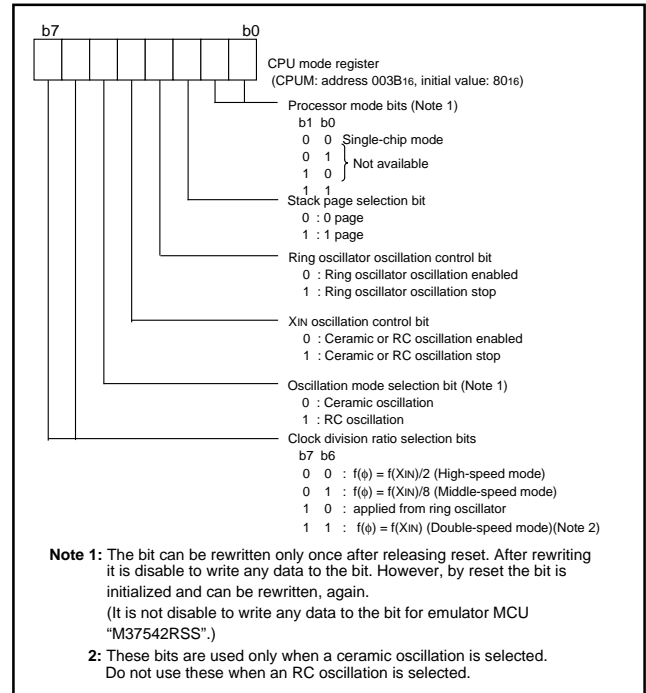 b7 b0
CPU mode register
(CPUM: address 003B16, initial value: 8016)
Processor mode bits (Note 1)
b1 b0
0 0 Single-chip mode
0 1
Not available
1 0
1 1
Stack page selection bit
0 : 0 page
1 : 1 page
Ring oscillator oscillation control bit
0 : Ring oscillator oscillation enabled
1 : Ring oscillator oscillation stop
XIN oscillation control bit
0 : Ceramic or RC oscillation enabled
1 : Ceramic or RC oscillation stop
Oscillation mode selection bit (Note 1)
0 : Ceramic oscillation
1 : RC oscillation
Clock division ratio selection bits
b7 b6
0 0 : f(φ) = f(XIN)/2 (High-speed mode)
0 1 : f(φ) = f(XIN)/8 (Middle-speed mode)
1 0 : applied from ring oscillator
1 1 : f(φ) = f(XIN) (Double-speed mode)(Note 2)
Note 1: The bit can be rewritten only once after releasing reset. After rewriting
it is disable to write any data to the bit. However, by reset the bit is
initialized and can be rewritten, again.
(It is not disable to write any data to the bit for emulator MCU
“M37542RSS”.)
2: These bits are used only when a ceramic oscillation is selected.
Do not use these when an RC oscillation is selected.